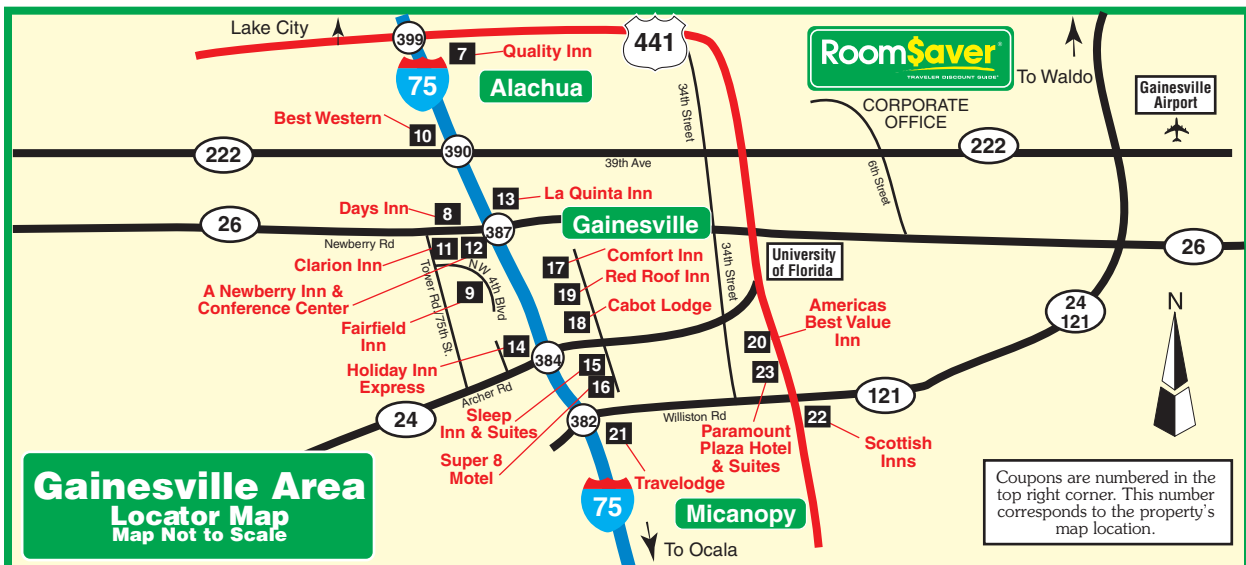 Lake City
399
7
Quality Inn
441
RoomSaver
TRAVELER DISCOUNT GUIDE
To Waldo
75
Alachua
34th Street
CORPORATE
OFFICE
Gainesville
Airport
Best Western
10
222
390
39th Ave
222
6th Street
13
La Quinta Inn
Days Inn
8
26
387
Gainesville
26
Newberry Rd
11
12
Clarion Inn
NW 4th Blvd
Tower Rd/75th St.
17
Comfort Inn
34th Street
University
of Florida
A Newberry Inn &
Conference Center
9
19
Red Roof Inn
18
Cabot Lodge
Fairfield
Inn
Americas
Best Value
Inn
24
121
N
14
Holiday Inn
Express
384
20
15
23
16
Archer Rd
24
Sleep
Inn & Suites
382
Williston Rd
121
22
Scottish
Inns
21
Paramount
Plaza Hotel
& Suites
Super 8
Motel
Travelodge
75
Micanopy
To Ocala
Gainesville Area
Locator Map
Map Not to Scale
Coupons are numbered in the
top right corner. This number
corresponds to the property's
map location.